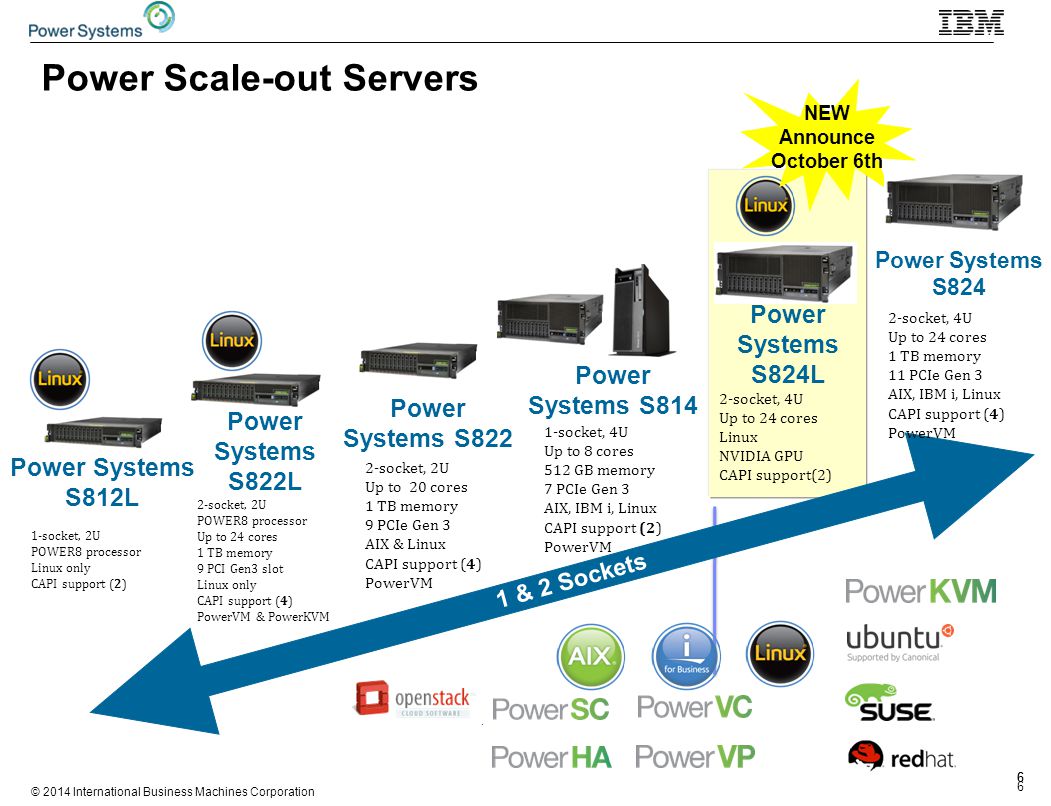 Power Systems
IBM
Power Scale-out Servers
NEW
Announce
October 6th
Linux
Power Systems
S812L
1-socket, 2U
POWER8 processor
Linux only
CAPI support (2)
Linux
Power
Systems
S822L
2-socket, 2U
POWER8 processor
Up to 24 cores
1 TB memory
9 PCI Gen3 slot
Linux only
CAPI support (4)
PowerVM & PowerKVM
Power
Systems S822
2-socket, 2U
Up to 20 cores
1 TB memory
9 PCIe Gen 3
AIX & Linux
CAPI support (4)
PowerVM
Power
Systems S814
1-socket, 4U
Up to 8 cores
512 GB memory
7 PCIe Gen 3
AIX, IBM i, Linux
CAPI support (2)
PowerVM
Linux
Power
Systems
S824L
2-socket, 4U
Up to 24 cores
Linux
NVIDIA GPU
CAPI support(2)
Power Systems
S824
2-socket, 4U
Up to 24 cores
1 TB memory
11 PCIe Gen 3
AIX, IBM i, Linux
CAPI support (4)
PowerVM
1 & 2 Sockets
openstack
CLOUD SOFTWARE
AIX
i
for Business
Linux
PowerSC
PowerVC
PowerHA
PowerVP
PowerKVM
ubuntu
Supported by Canonical
SUSE
redhat.
© 2014 International Business Machines Corporation
6
6